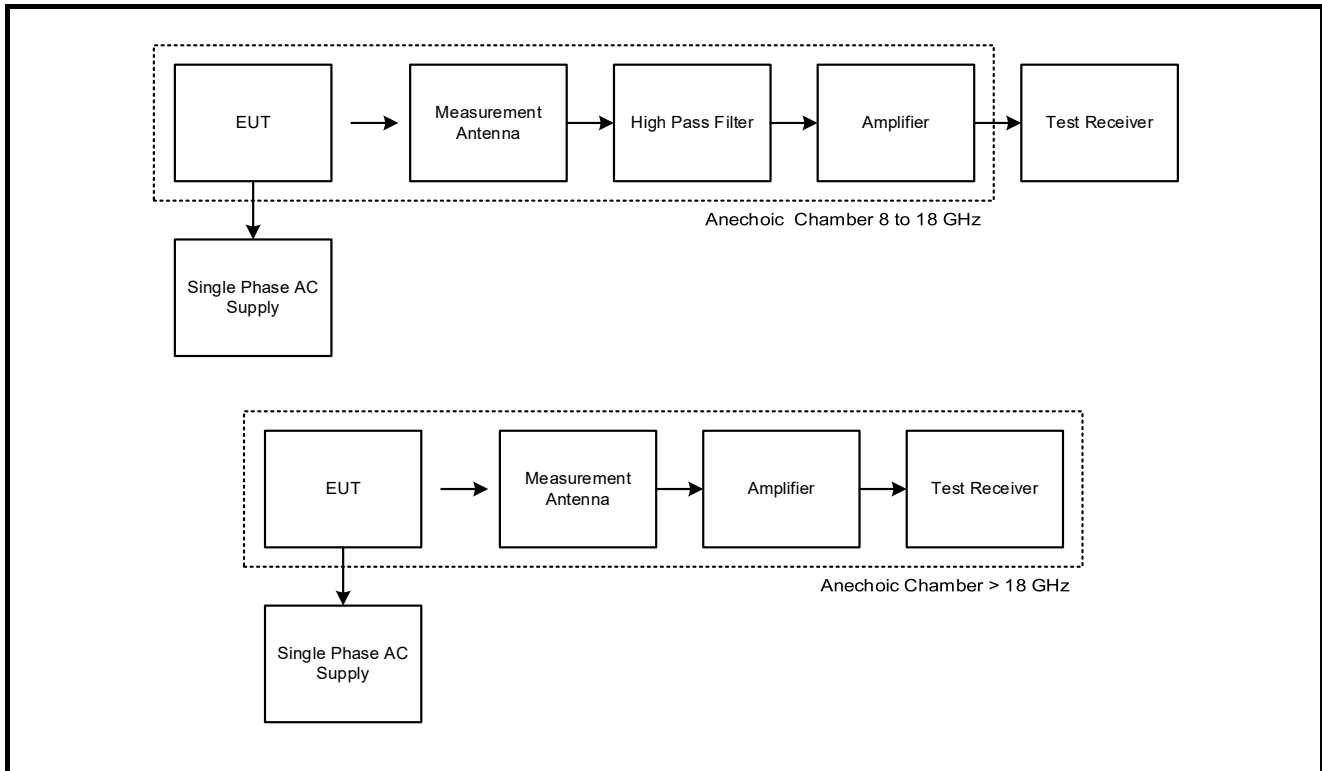 EUT
Measurement
Antenna
High Pass Filter
Amplifier
Test Receiver
Anechoic Chamber 8 to 18 GHz
Single Phase AC
Supply
EUT
Measurement
Antenna
Amplifier
Test Receiver
Anechoic Chamber > 18 GHz
Single Phase AC
Supply